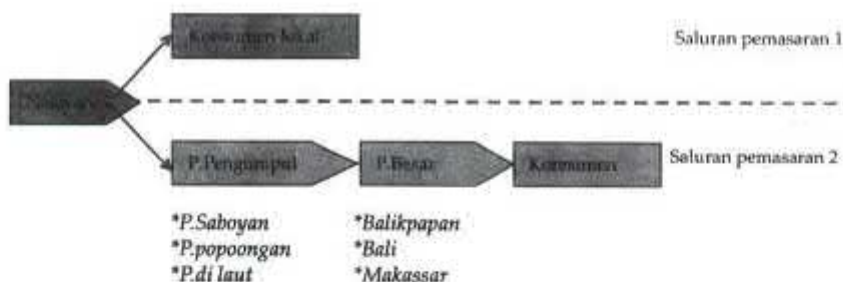 Konsumen lokal
Saluran pemasaran 1
P.Pengumpul
P.Besar
Konsumen
Saluran pemasaran 2
*P.Saboyan
*P.popoongan
*P.di laut
*Balikpapan
*Bali
*Makassar